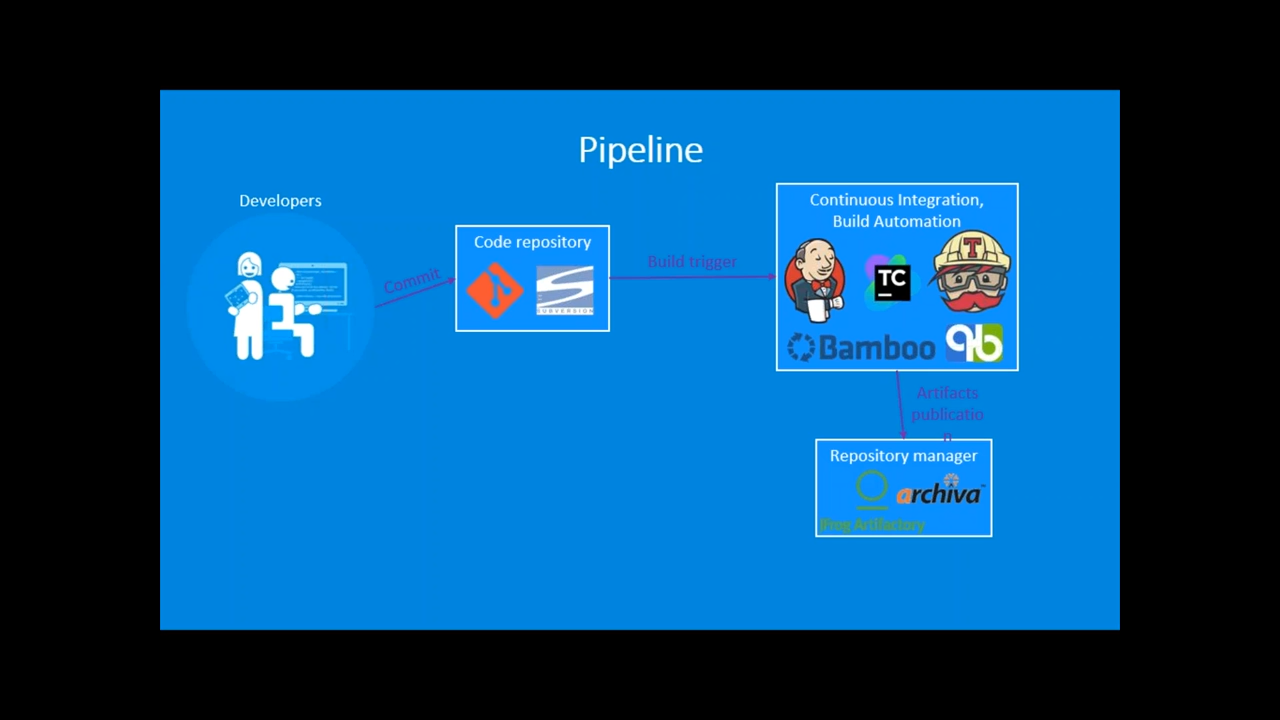 Pipeline
Developers
Commit
Code repository
SUBVERSION
Build trigger
Continuous Integration,
Build Automation
T
TC
Bamboo
qb
Artifacts
publicatio
n
Repository manager
archiva
JFrog Artifactory